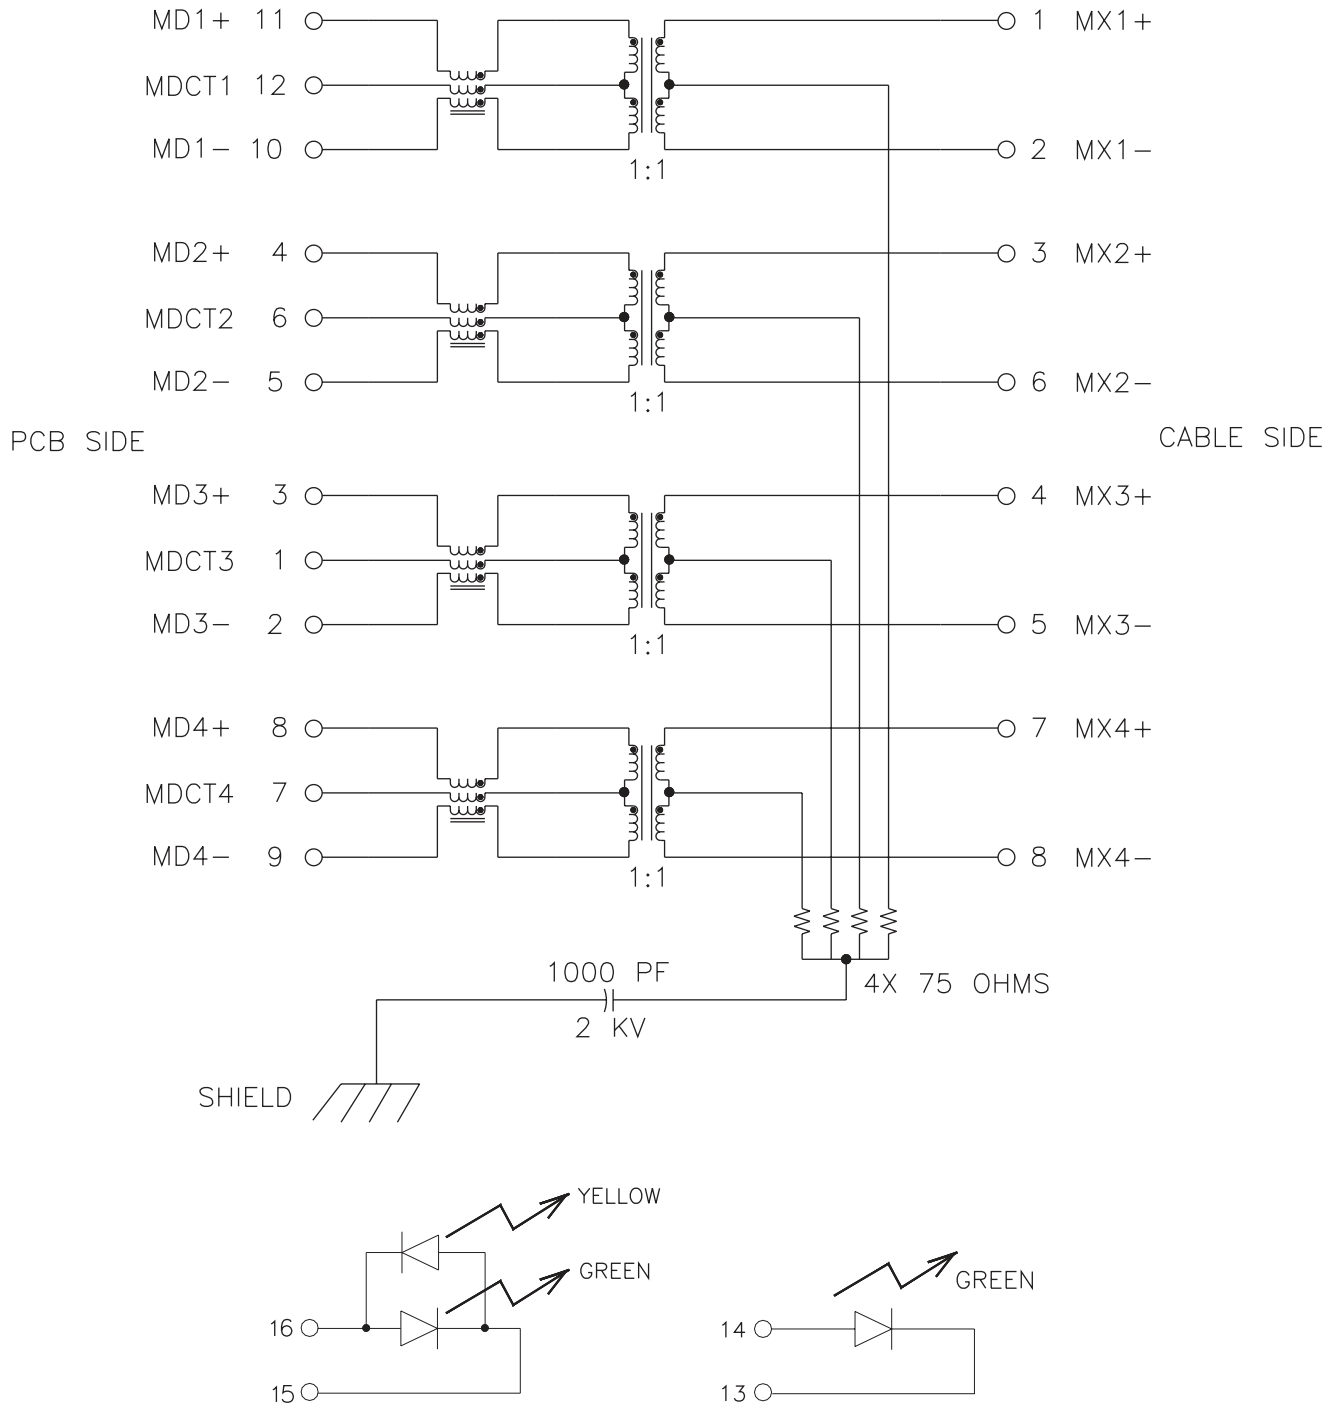 MD1+ 11 1 MX1+
MDCT1 12
MD1- 10 2 MX1-
1:1
MD2+ 4 3 MX2+
MDCT2 6
MD2- 5 6 MX2-
1:1
PCB SIDE CABLE SIDE
MD3+ 3 4 MX3+
MDCT3 1
MD3- 2 5 MX3-
1:1
MD4+ 8 7 MX4+
MDCT4 7
MD4- 9 8 MX4-
1:1
1000 PF
4X 75 OHMS
2 KV
SHIELD
YELLOW
GREEN
GREEN
16
14
15
13